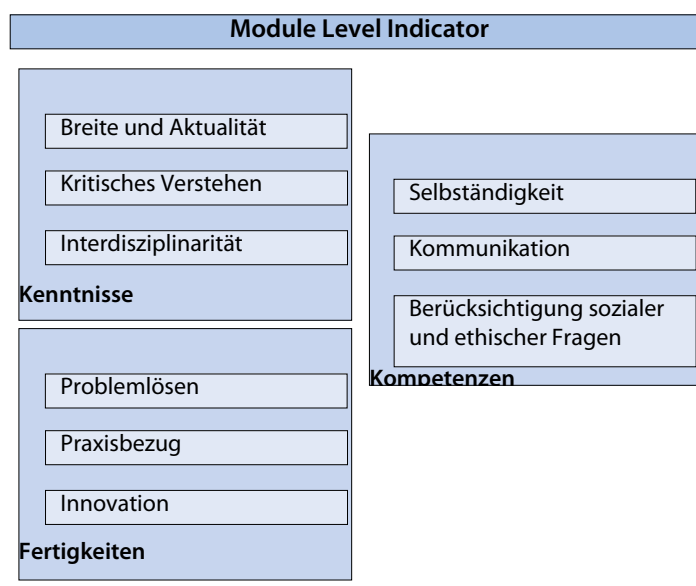 Module Level Indicator
Breite und Aktualität
Kritisches Verstehen
Interdisziplinarität
Kenntnisse
Problemlösen
Praxisbezug
Innovation
Fertigkeiten
Selbständigkeit
Kommunikation
Berücksichtigung sozialer
und ethischer Fragen
Kompetenzen